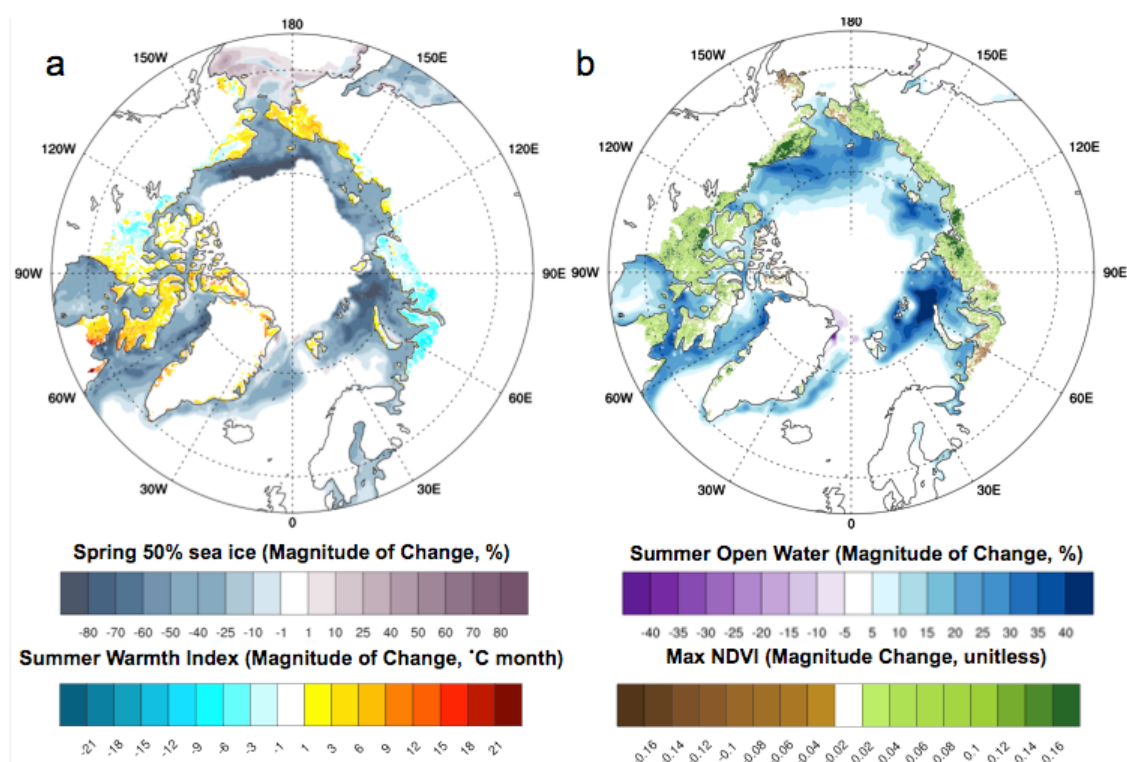 a
180
150W
150E
120W
120E
90W
90E
60W
60E
30W
30E
0
b
180
150W
150E
120W
120E
90W
90E
60W
60E
30W
30E
0
Spring 50% sea ice (Magnitude of Change, %)
-80 -70 -60 -40 -25 -10 -1 1 10 25 40 50 60 70 80
Summer Warmth Index (Magnitude of Change, °C month)
-21 -18 -15 -12 -9 -6 -3 -1 1 3 6 9 12 15 18 21
Summer Open Water (Magnitude of Change, %)
-40 -35 -30 -25 -20 -15 -10 -5 5 10 15 20 25 30 35 40
Max NDVI (Magnitude Change, unitless)
-0.16 -0.14 -0.12 -0.1 -0.08 -0.06 -0.04 -0.02 0.02 0.04 0.06 0.08 0.1 0.12 0.14 0.16